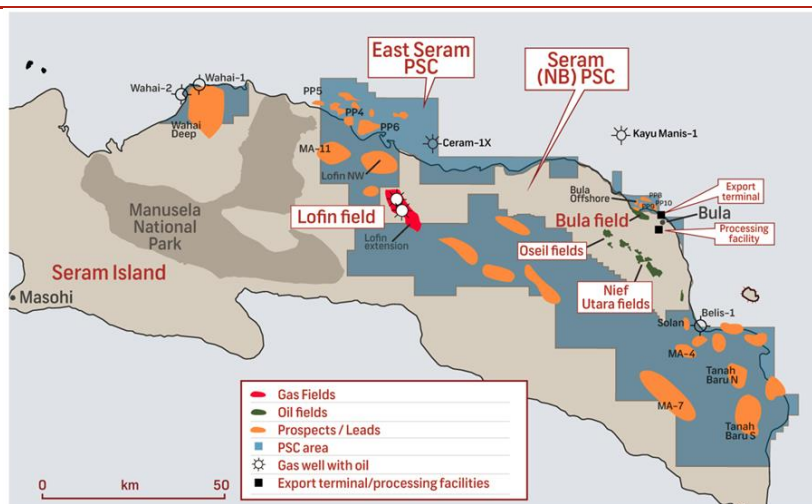 East Seram
PSC
Seram
(NB) PSC
Wahai-2
Wahai-1
Wahai
Deep
PP5
PP4
PP6
Ceram-1X
Kayu Manis-1
MA-11
Lofin NW
Manusela
National
Park
Lofin field
Lofin
extension
Seram Island
Masohi
Bula
Offshore
PP8
PP9
PP10
Export
terminal
Bula field
Bula
Processing
facility
Oseil fields
Nief
Utara fields
Solan
Belis-1
MA-4
Tanah
Baru N
MA-7
Tanah
Baru S
Gas Fields
Oil fields
Prospects / Leads
PSC area
Gas well with oil
Export terminal/processing facilities
0 km 50